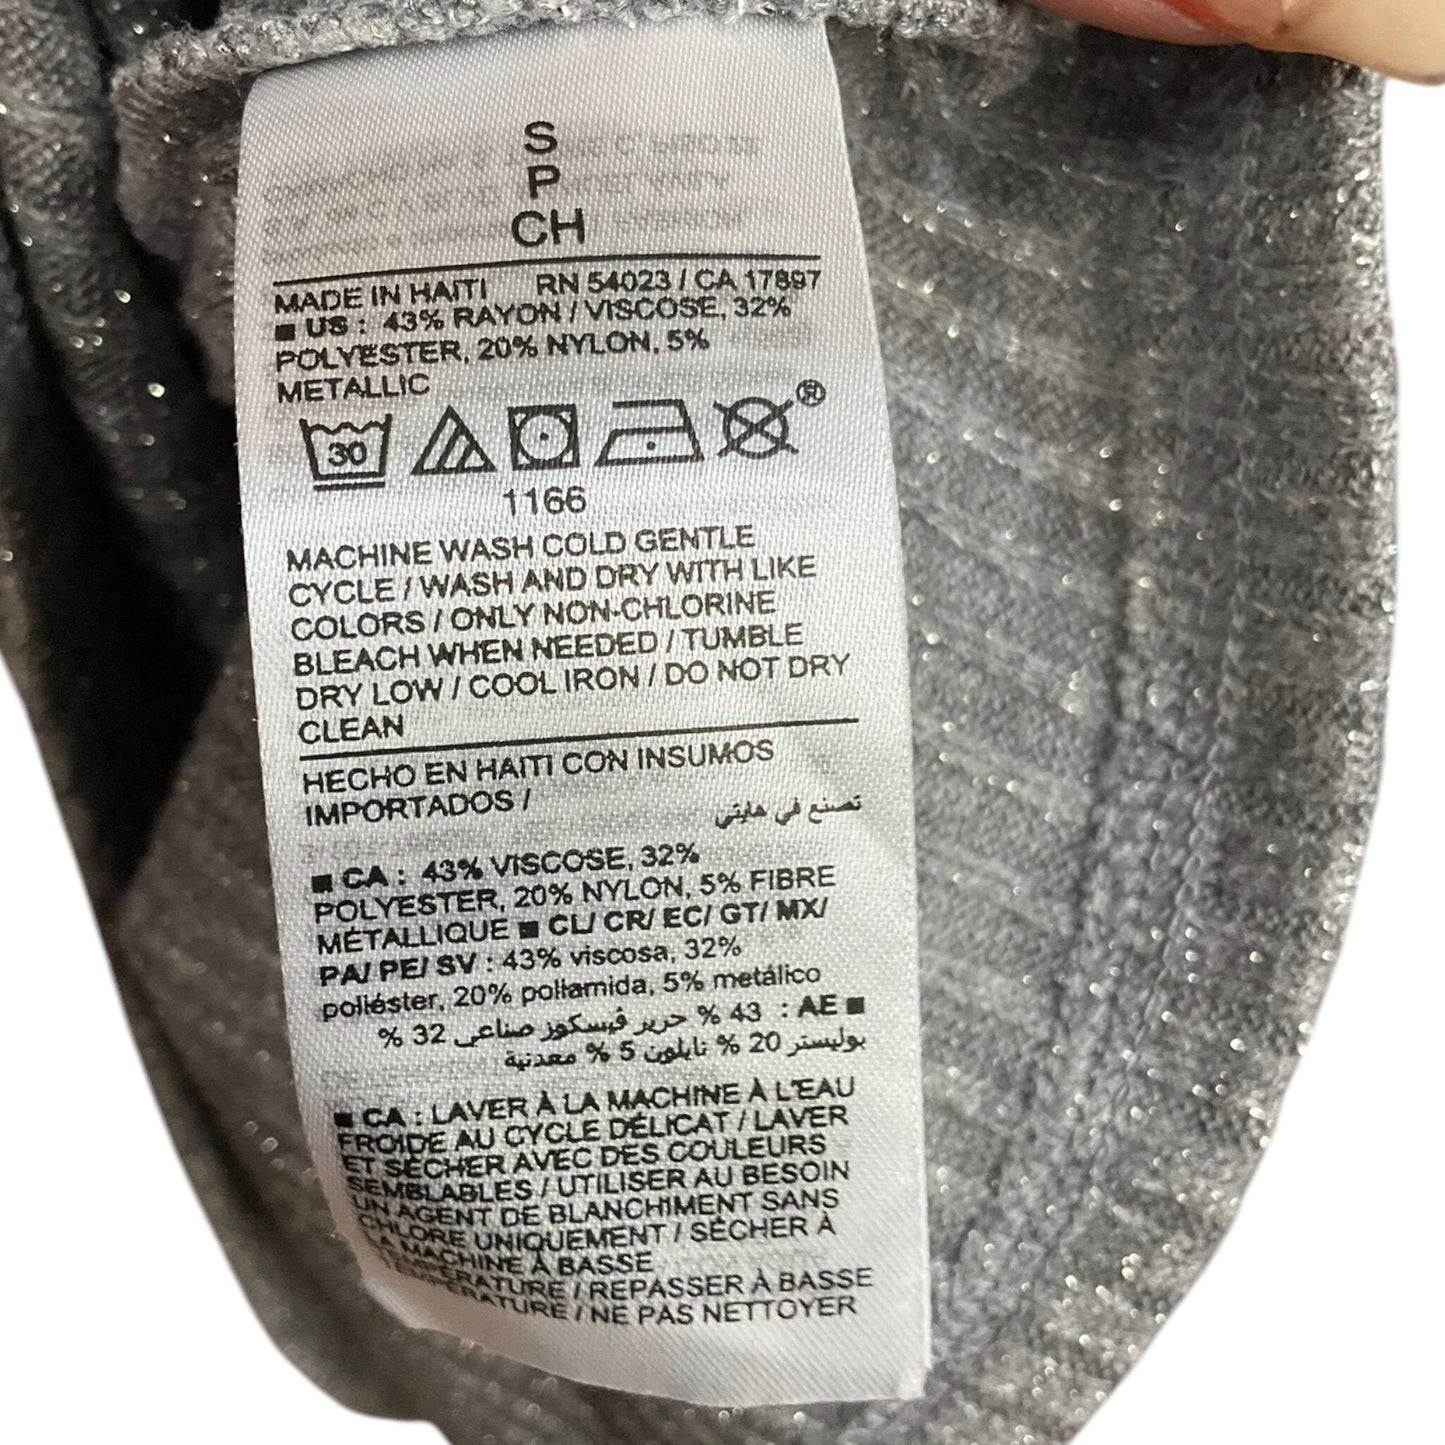 S
P
CH
MADE IN HAITI RN 54023 / CA 17897
■ US : 43% RAYON / VISCOSE, 32%
POLYESTER, 20% NYLON, 5%
METALLIC
30 ®
1166
MACHINE WASH COLD GENTLE
CYCLE / WASH AND DRY WITH LIKE
COLORS / ONLY NON-CHLORINE
BLEACH WHEN NEEDED / TUMBLE
DRY LOW / COOL IRON / DO NOT DRY
CLEAN
HECHO EN HAITI CON INSUMOS
IMPORTADOS /
تصنع في هايتي
■ CA : 43% VISCOSE, 32%
POLYESTER, 20% NYLON, 5% FIBRE
MÉTALLIQUE ■ CL/ CR/ EC/ GT/ MX/
PA/ PE/ SV : 43% viscosa, 32%
poliéster, 20% poliamida, 5% metálico
■ AE : 43 % حرير فيسكوز صناعي 32 %
بوليستر 20 % نايلون 5 % معدنية
■ CA : LAVER À LA MACHINE À L'EAU
FROIDE AU CYCLE DÉLICAT / LAVER
ET SÉCHER AVEC DES COULEURS
SEMBLABLES / UTILISER AU BESOIN
UN AGENT DE BLANCHIMENT SANS
CHLORE UNIQUEMENT / SÉCHER À
LA MACHINE À BASSE
TEMPÉRATURE / REPASSER À BASSE
TEMPÉRATURE / NE PAS NETTOYER